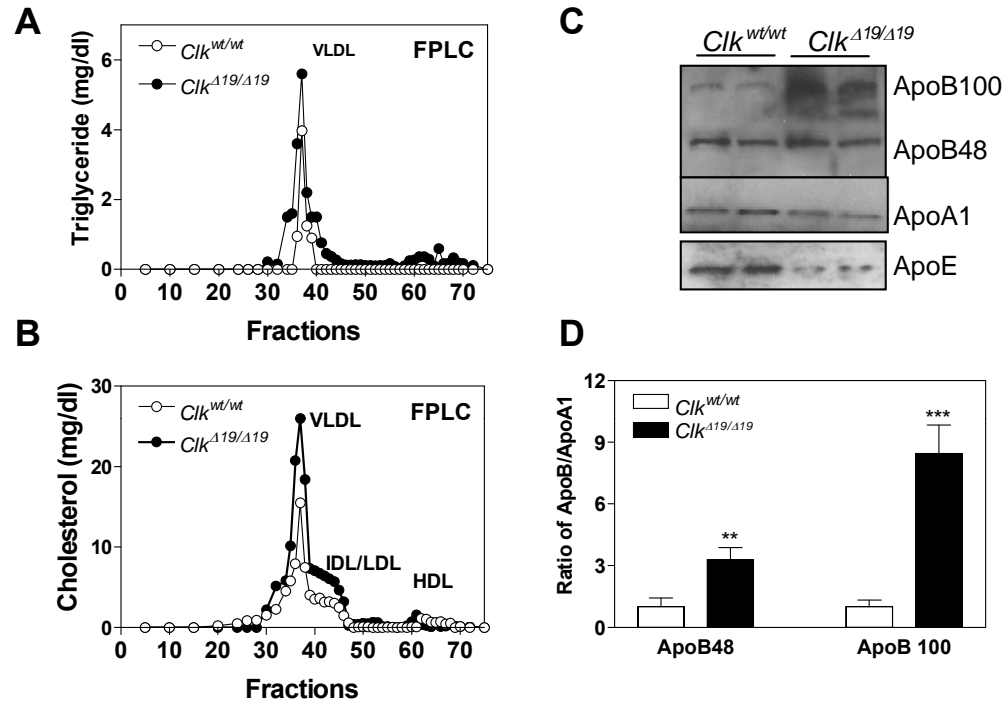 A
Clk wt/wt
Clk Δ19/Δ19
VLDL
FPLC
Triglyceride (mg/dl)
6
4
2
0
0 10 20 30 40 50 60 70
Fractions
B
Clk wt/wt
Clk Δ19/Δ19
VLDL
FPLC
IDL/LDL
HDL
Cholesterol (mg/dl)
30
20
10
0
0 10 20 30 40 50 60 70
Fractions
C
Clk wt/wt Clk Δ19/Δ19
ApoB100
ApoB48
ApoA1
ApoE
D
Clk wt/wt
Clk Δ19/Δ19
Ratio of ApoB/ApoA1
12
9
6
3
0
**
***
ApoB48 ApoB 100